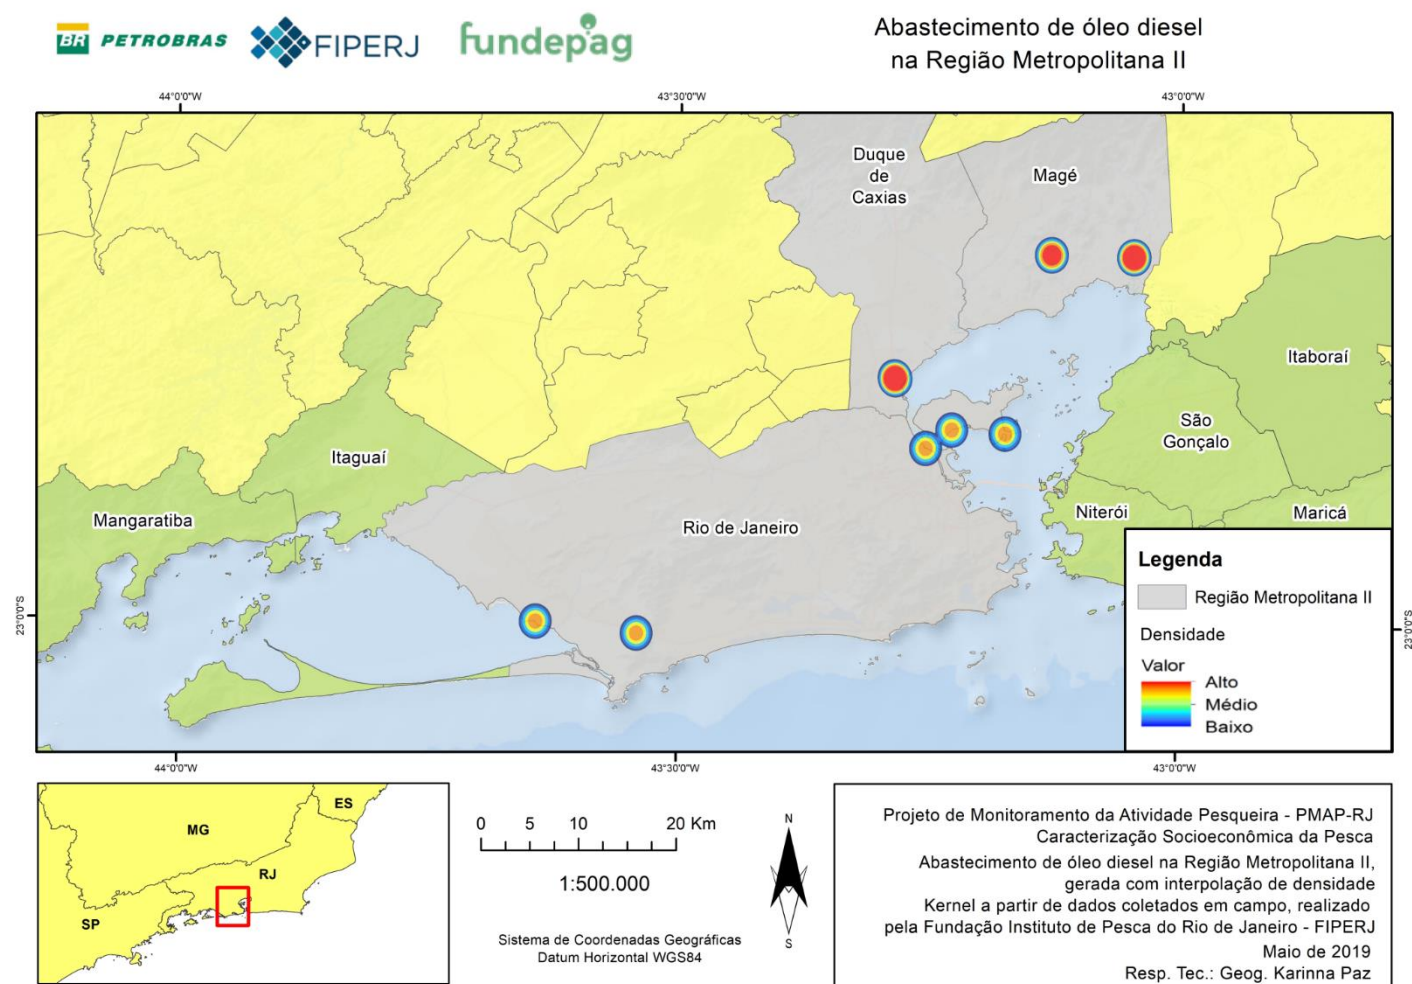 BR PETROBRAS
FIPERJ
fundepag
Abastecimento de óleo diesel
na Região Metropolitana II
44°0'0"W
43°30'0"W
43°0'0"W
Duque
de
Caxias
Magé
Itaboraí
São
Gonçalo
Itaguaí
Mangaratiba
Rio de Janeiro
Niterói
Maricá
23°0'0"S
23°0'0"S
Legenda
Região Metropolitana II
Densidade
Valor
Alto
Médio
Baixo
44°0'0"W
43°30'0"W
43°0'0"W
ES
MG
RJ
SP
0 5 10 20 Km
1:500.000
Sistema de Coordenadas Geográficas
Datum Horizontal WGS84
N
S
Projeto de Monitoramento da Atividade Pesqueira - PMAP-RJ
Caracterização Socioeconômica da Pesca
Abastecimento de óleo diesel na Região Metropolitana II,
gerada com interpolação de densidade
Kernel a partir de dados coletados em campo, realizado
pela Fundação Instituto de Pesca do Rio de Janeiro - FIPERJ
Maio de 2019
Resp. Tec.: Geog. Karinna Paz